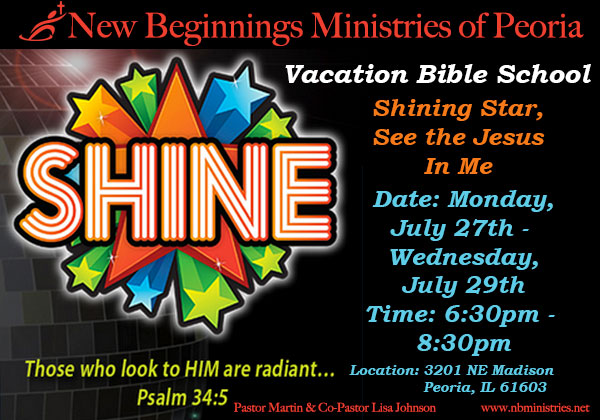 New Beginnings Ministries of Peoria
Vacation Bible School
Shining Star,
See the Jesus
In Me
SHINE
Date: Monday,
July 27th -
Wednesday,
July 29th
Time: 6:30pm -
8:30pm
Those who look to HIM are radiant...
Psalm 34:5
Location: 3201 NE Madison
Peoria, IL 61603
Pastor Martin & Co-Pastor Lisa Johnson
www.nbministries.net